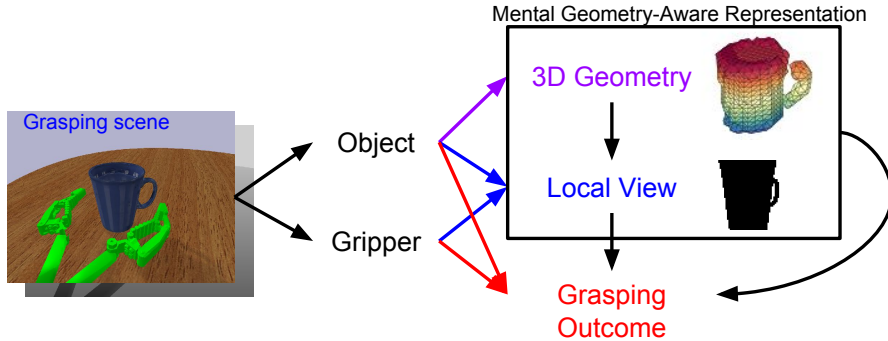 Mental Geometry-Aware Representation
3D Geometry
Grasping scene
Object
Local View
Gripper
Grasping
Outcome